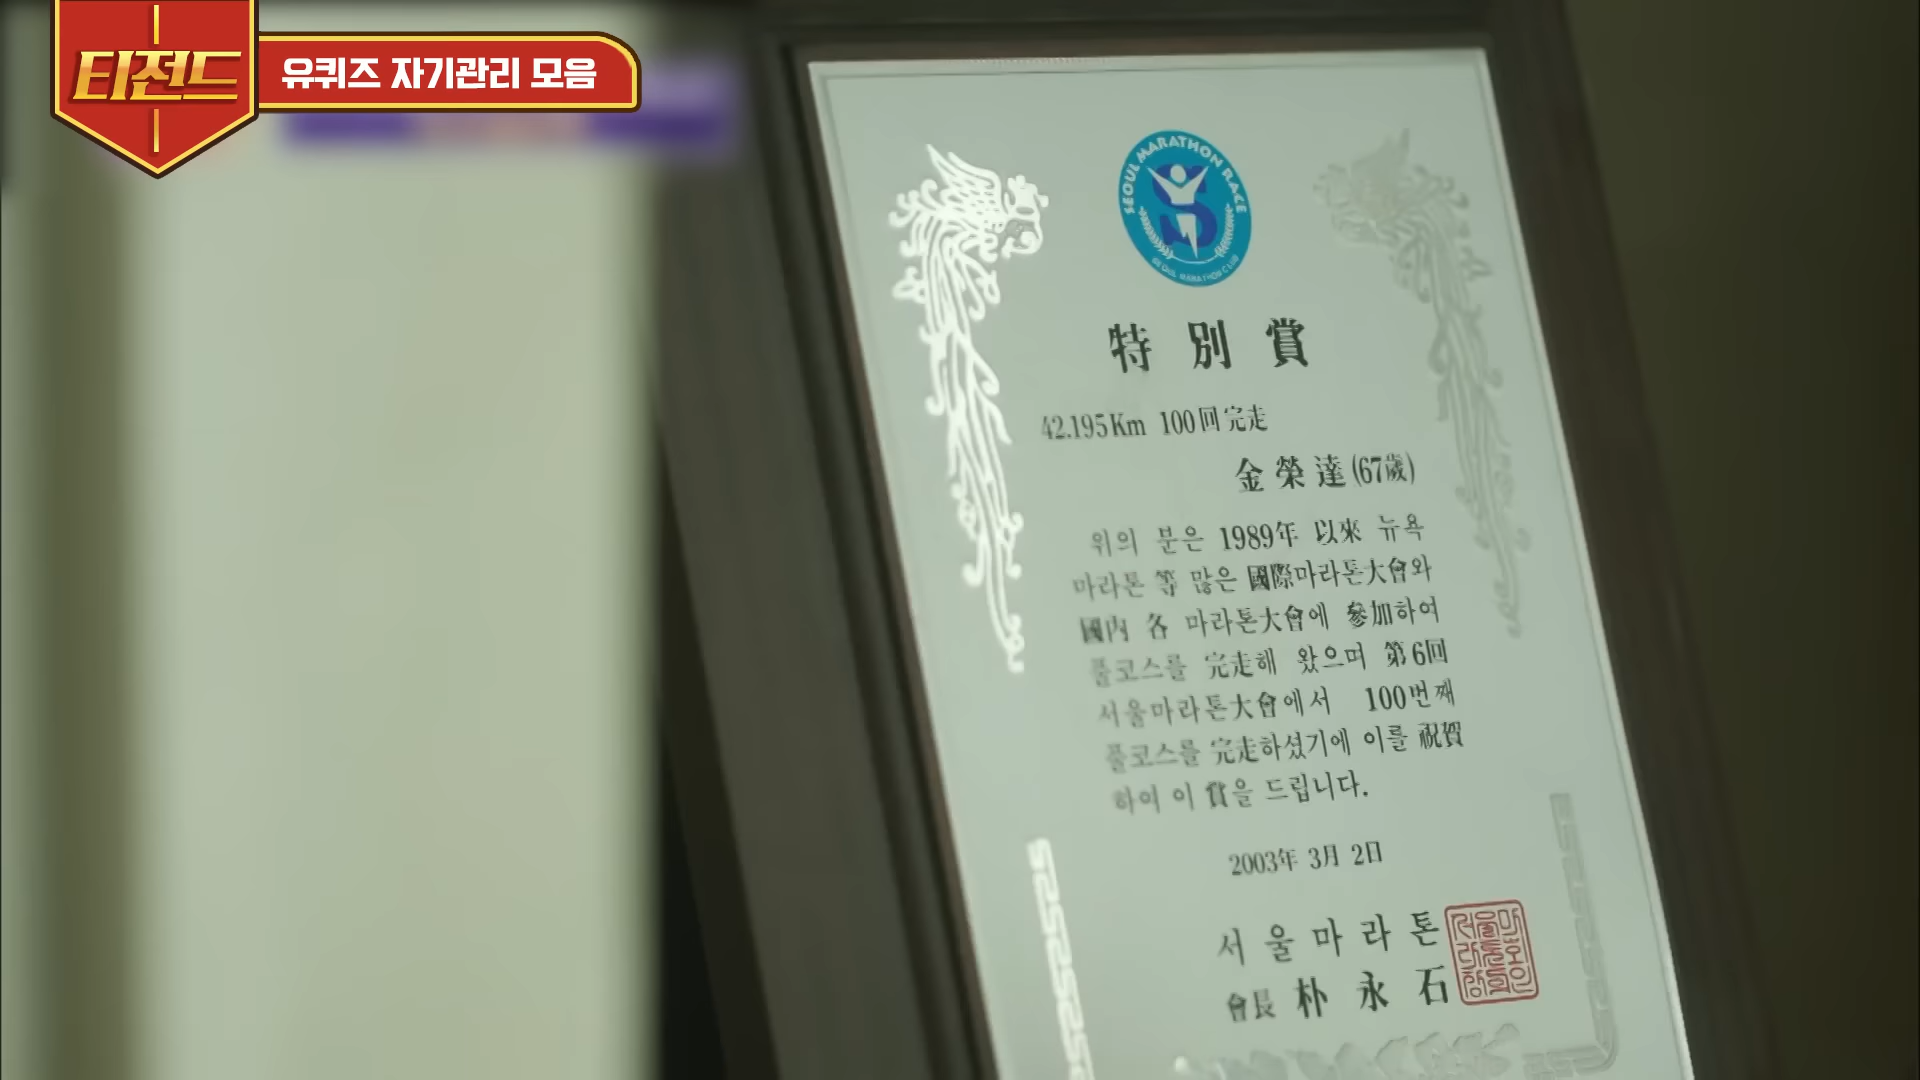 티전드
유퀴즈 자기관리 모음
SEOUL MARATHON RACE
S
SEOUL MARATHON CLUB
特別賞
42.195Km 100回 完走
金榮達(67歲)
위의 분은 1989年 以來 뉴욕
마라톤 等 많은 國際마라톤大會와
國內 各 마라톤大會에 參加하여
풀코스를 完走해 왔으며 第6回
서울마라톤大會에서 100번째
풀코스를 完走하셨기에 이를 祝賀
하여 이 賞을 드립니다.
2003年 3月 2日
서울마라톤
會長 朴永石